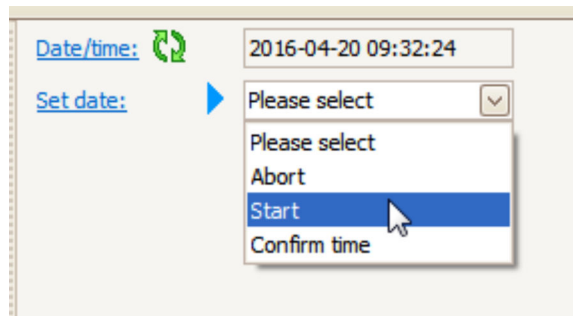 Date/time: 2016-04-20 09:32:24
Set date: Please select
Please select
Abort
Start
Confirm time